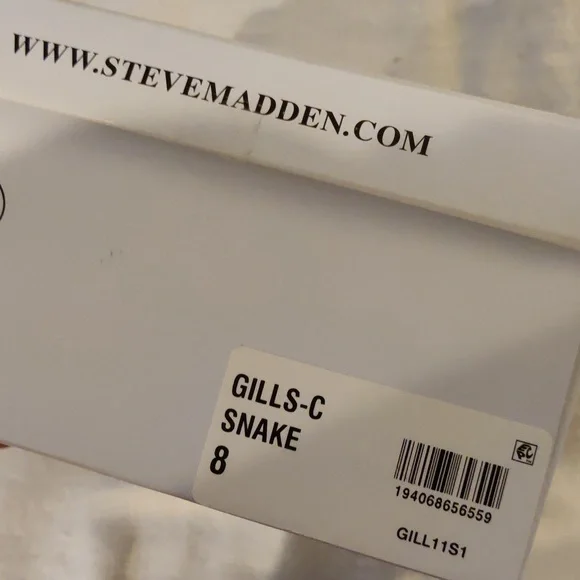 WWW.STEVEMADDEN.COM
GILLS-C
SNAKE
8
194068656559
GILL11S1